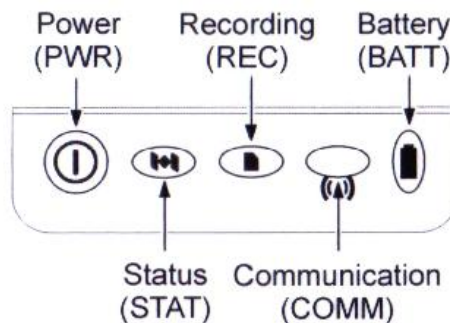 Power
(PWR)
Recording
(REC)
Battery
(BATT)
Status
(STAT)
Communication
(COMM)